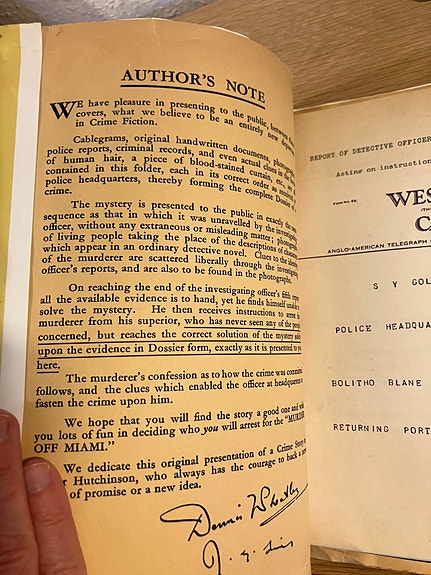 AUTHOR'S NOTE
WE have pleasure in presenting to the public, between
covers, what we believe to be an entirely new
in Crime Fiction.
Cablegrams, original handwritten documents,
police reports, criminal records, and even actual clues
of human hair, a piece of blood-stained curtain, etc.,
contained in this folder, each in its correct order as
police headquarters, thereby forming the complete Dossier of
crime.
The mystery is presented to the public in exactly the
sequence as that in which it was unravelled by the
officer, without any extraneous or misleading matter;
of living people taking the place of the descriptions of
which appear in an ordinary detective novel. Clues to the
of the murderer are scattered liberally through the
officer's reports, and are also to be found in the photographs.
On reaching the end of the investigating officer's fifth
all the available evidence is to hand, yet he finds himself
solve the mystery. He then receives instructions to arrest
murderer from his superior, who has never seen any of the
concerned, but reaches the correct solution of the mystery
upon the evidence in Dossier form, exactly as it is presented to
here.
The murderer's confession as to how the crime was
follows, and the clues which enabled the officer at headquarters
fasten the crime upon him.
We hope that you will find the story a good one and
you lots of fun in deciding who you will arrest for the "MURDER
OFF MIAMI."
We dedicate this original presentation of a Crime Story
Hutchinson, who always has the courage to back a
of promise or a new idea.
Dennis Wheatley
REPORT OF DETECTIVE OFFICER
Acting on instruction
WES
C
ANGLO-AMERICAN TELEGRAPH
S Y GOL
POLICE HEADQUA
BOLITHO BLANE
RETURNING PORT